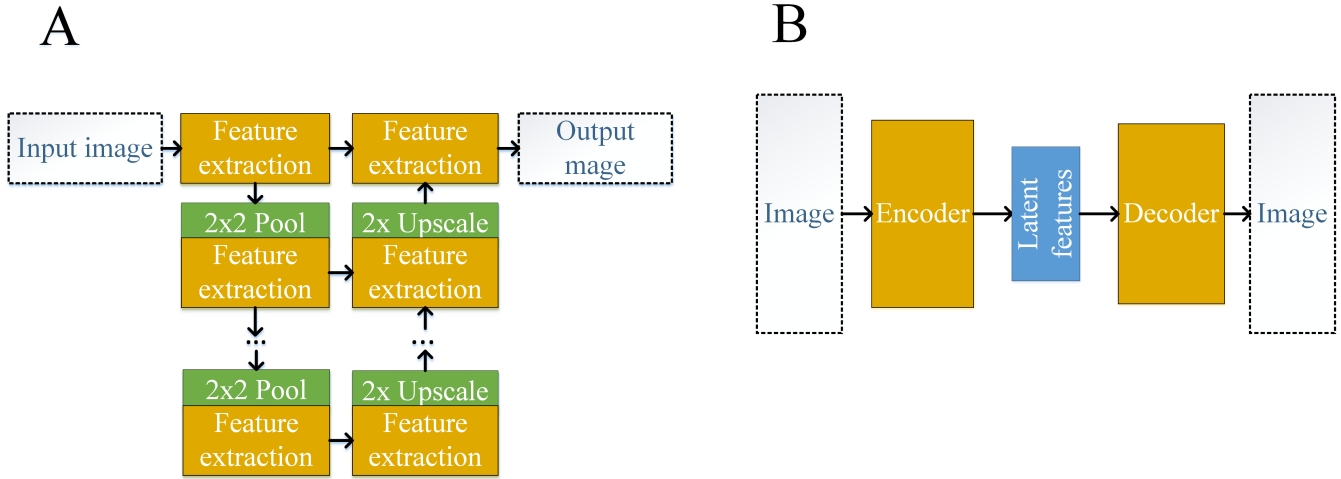 A
Input image
Feature
extraction
Feature
extraction
Output
mage
2x2 Pool
2x Upscale
Feature
extraction
Feature
extraction
...
...
2x2 Pool
2x Upscale
Feature
extraction
Feature
extraction
B
Image
Encoder
Latent
features
Decoder
Image